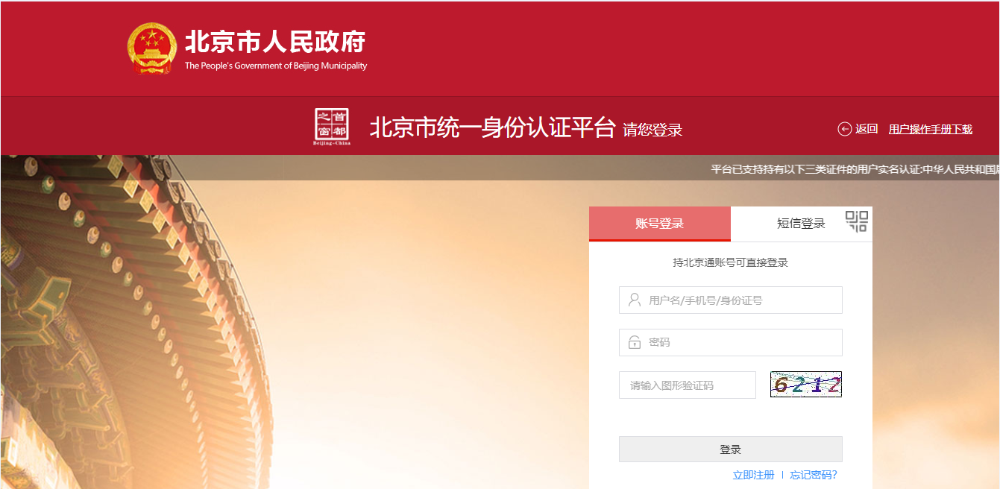 北京市人民政府
The People's Government of Beijing Municipality
首都之窗
Beijing-China
北京市统一身份认证平台 请您登录
返回 用户操作手册下载
平台已支持持有以下三类证件的用户实名认证:中华人民共和国
账号登录 短信登录
持北京通账号可直接登录
用户名/手机号/身份证号
密码
请输入图形验证码 6212
登录
立即注册 | 忘记密码?